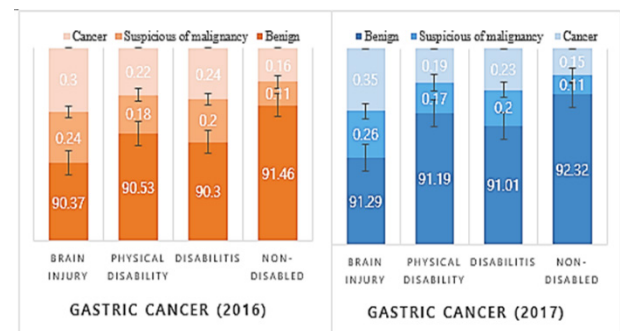 Cancer Suspicious of malignancy Benign
0.3 0.22 0.24 0.16
0.24 0.18 0.2 0.11
90.37 90.53 90.3 91.46
BRAIN INJURY PHYSICAL DISABILITY DISABILITIS NON-DISABLED
GASTRIC CANCER (2016)
Benign Suspicious of malignancy Cancer
0.35 0.19 0.23 0.15
0.26 0.17 0.2 0.11
91.29 91.19 91.01 92.32
BRAIN INJURY PHYSICAL DISABILITY DISABILITIS NON-DISABLED
GASTRIC CANCER (2017)